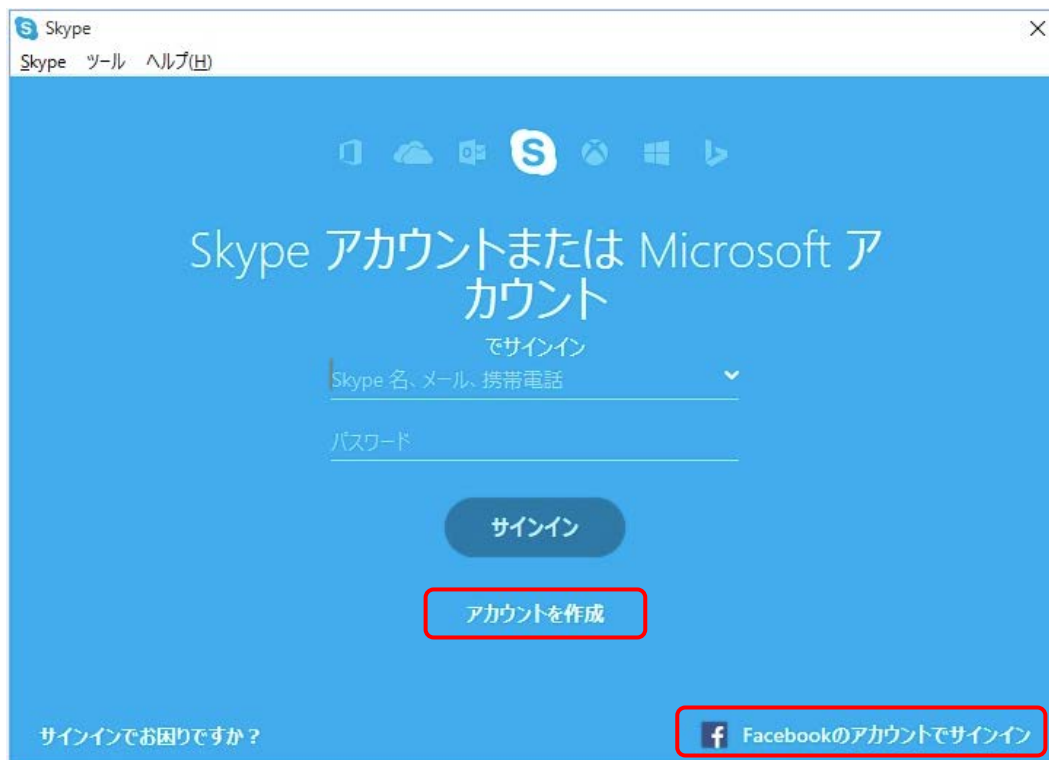 Skype
Skype ツール ヘルプ(H)
Skype アカウントまたは Microsoft ア
カウント
でサインイン
Skype 名、メール、携帯電話
パスワード
サインイン
アカウントを作成
サインインでお困りですか？
Facebookのアカウントでサインイン